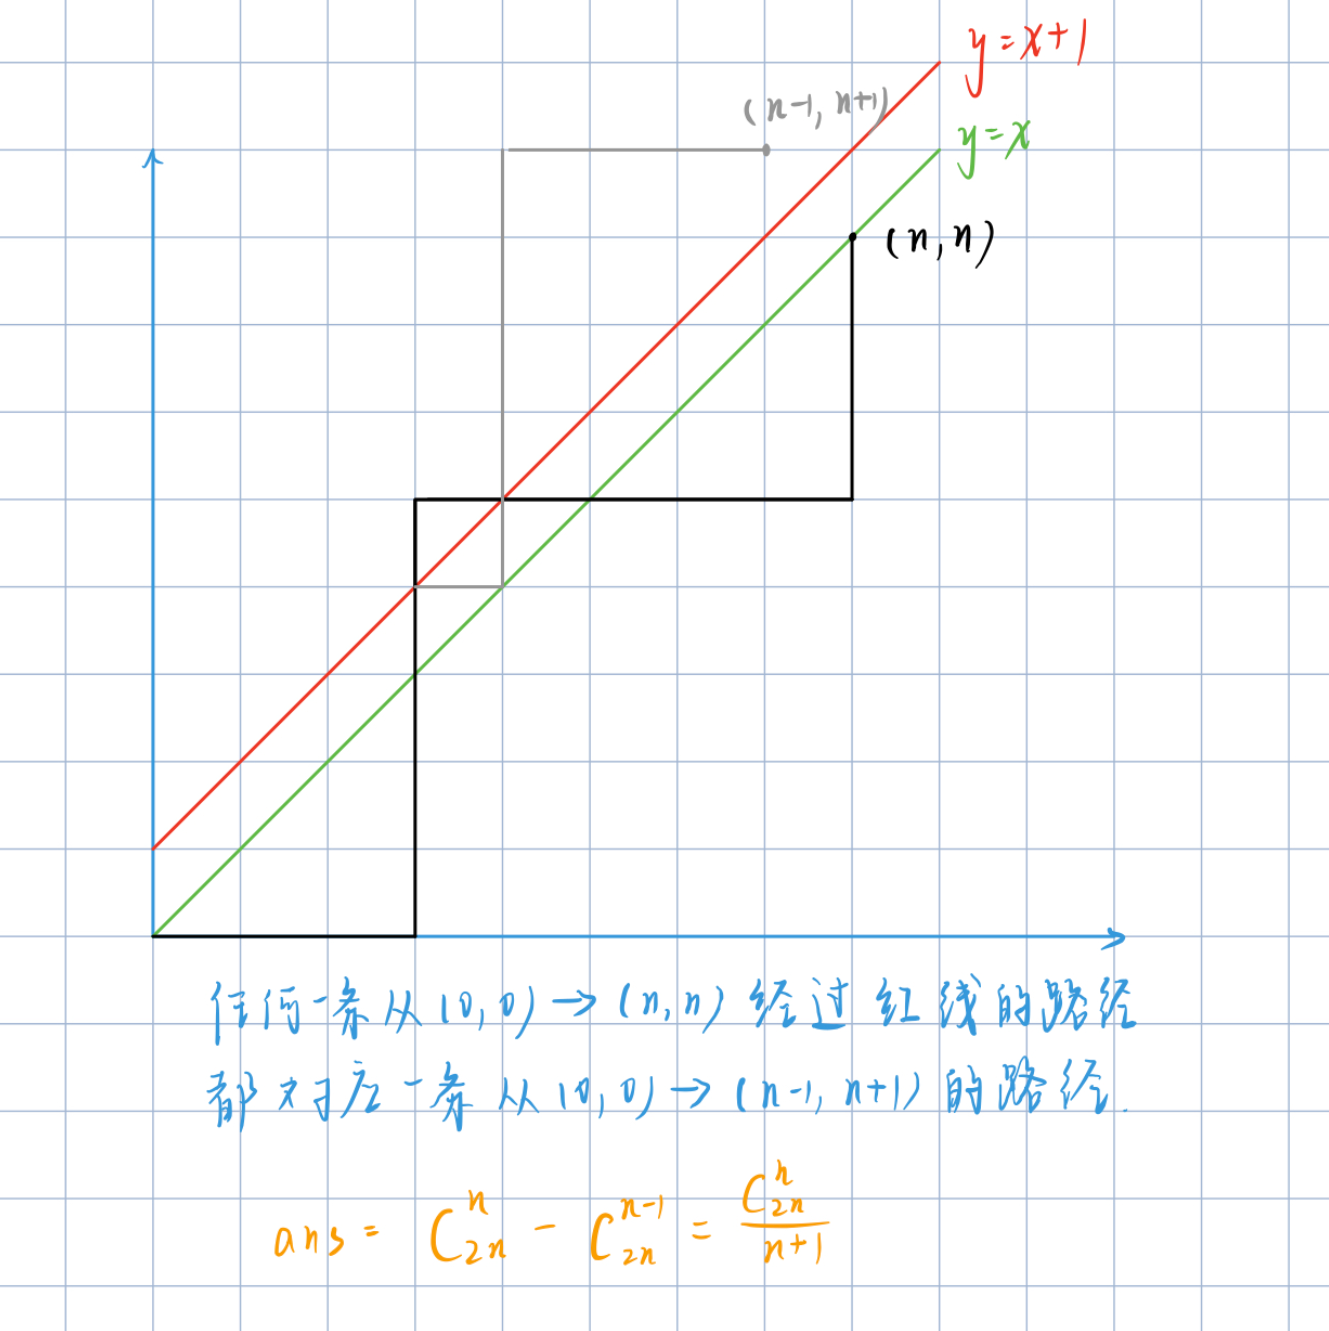 y=x+1
(n-1, n+1)
y=x
(n,n)
任何一条从(0,0)→(n,n)经过红线的路径
都对应一条从(0,0)→(n-1,n+1)的路径.
ans = C_{2n}^{n} - C_{2n}^{n-1} = \frac{C_{2n}^{n}}{n+1}